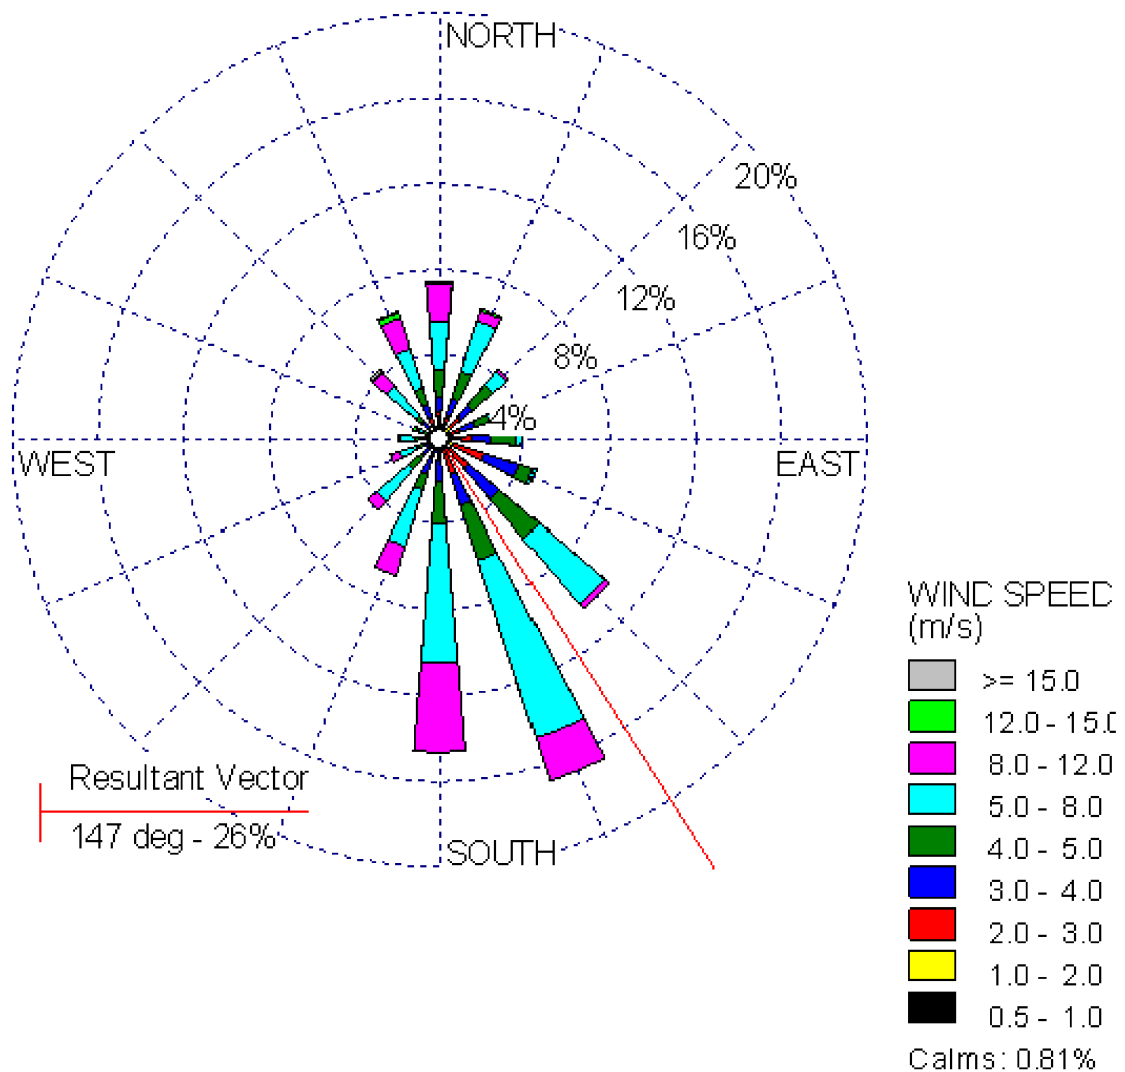 NORTH
20%
16%
12%
8%
4%
WEST
EAST
WIND SPEED
(m/s)
>= 15.0
12.0 - 15.0
8.0 - 12.0
5.0 - 8.0
4.0 - 5.0
3.0 - 4.0
2.0 - 3.0
1.0 - 2.0
0.5 - 1.0
Calms: 0.81%
Resultant Vector
147 deg - 26%
SOUTH